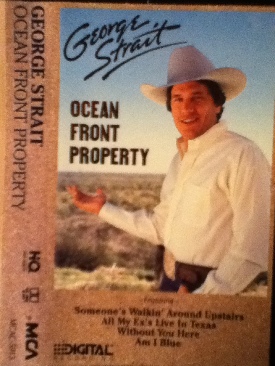 GEORGE STRAIT
OCEAN FRONT PROPERTY
HQ
MCA
George
Strait
OCEAN
FRONT
PROPERTY
Someone's Walkin' Around Upstairs
All My Ex's Live In Texas
Without You Here
Am I Blue
DIGITAL